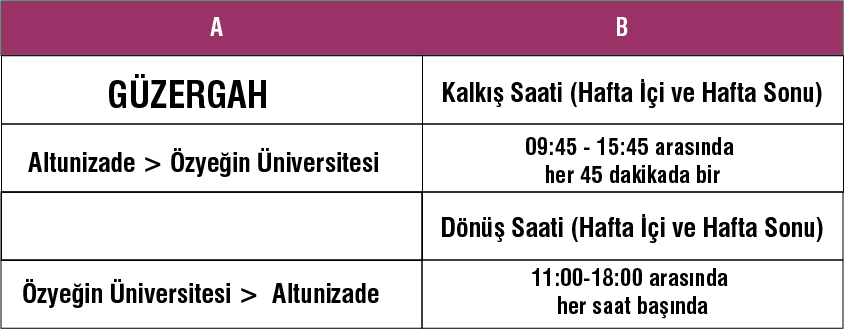 A
B
GÜZERGAH
Kalkış Saati (Hafta İçi ve Hafta Sonu)
Altunizade > Özyeğin Üniversitesi
09:45 - 15:45 arasında
her 45 dakikada bir
Dönüş Saati (Hafta İçi ve Hafta Sonu)
Özyeğin Üniversitesi > Altunizade
11:00-18:00 arasında
her saat başında